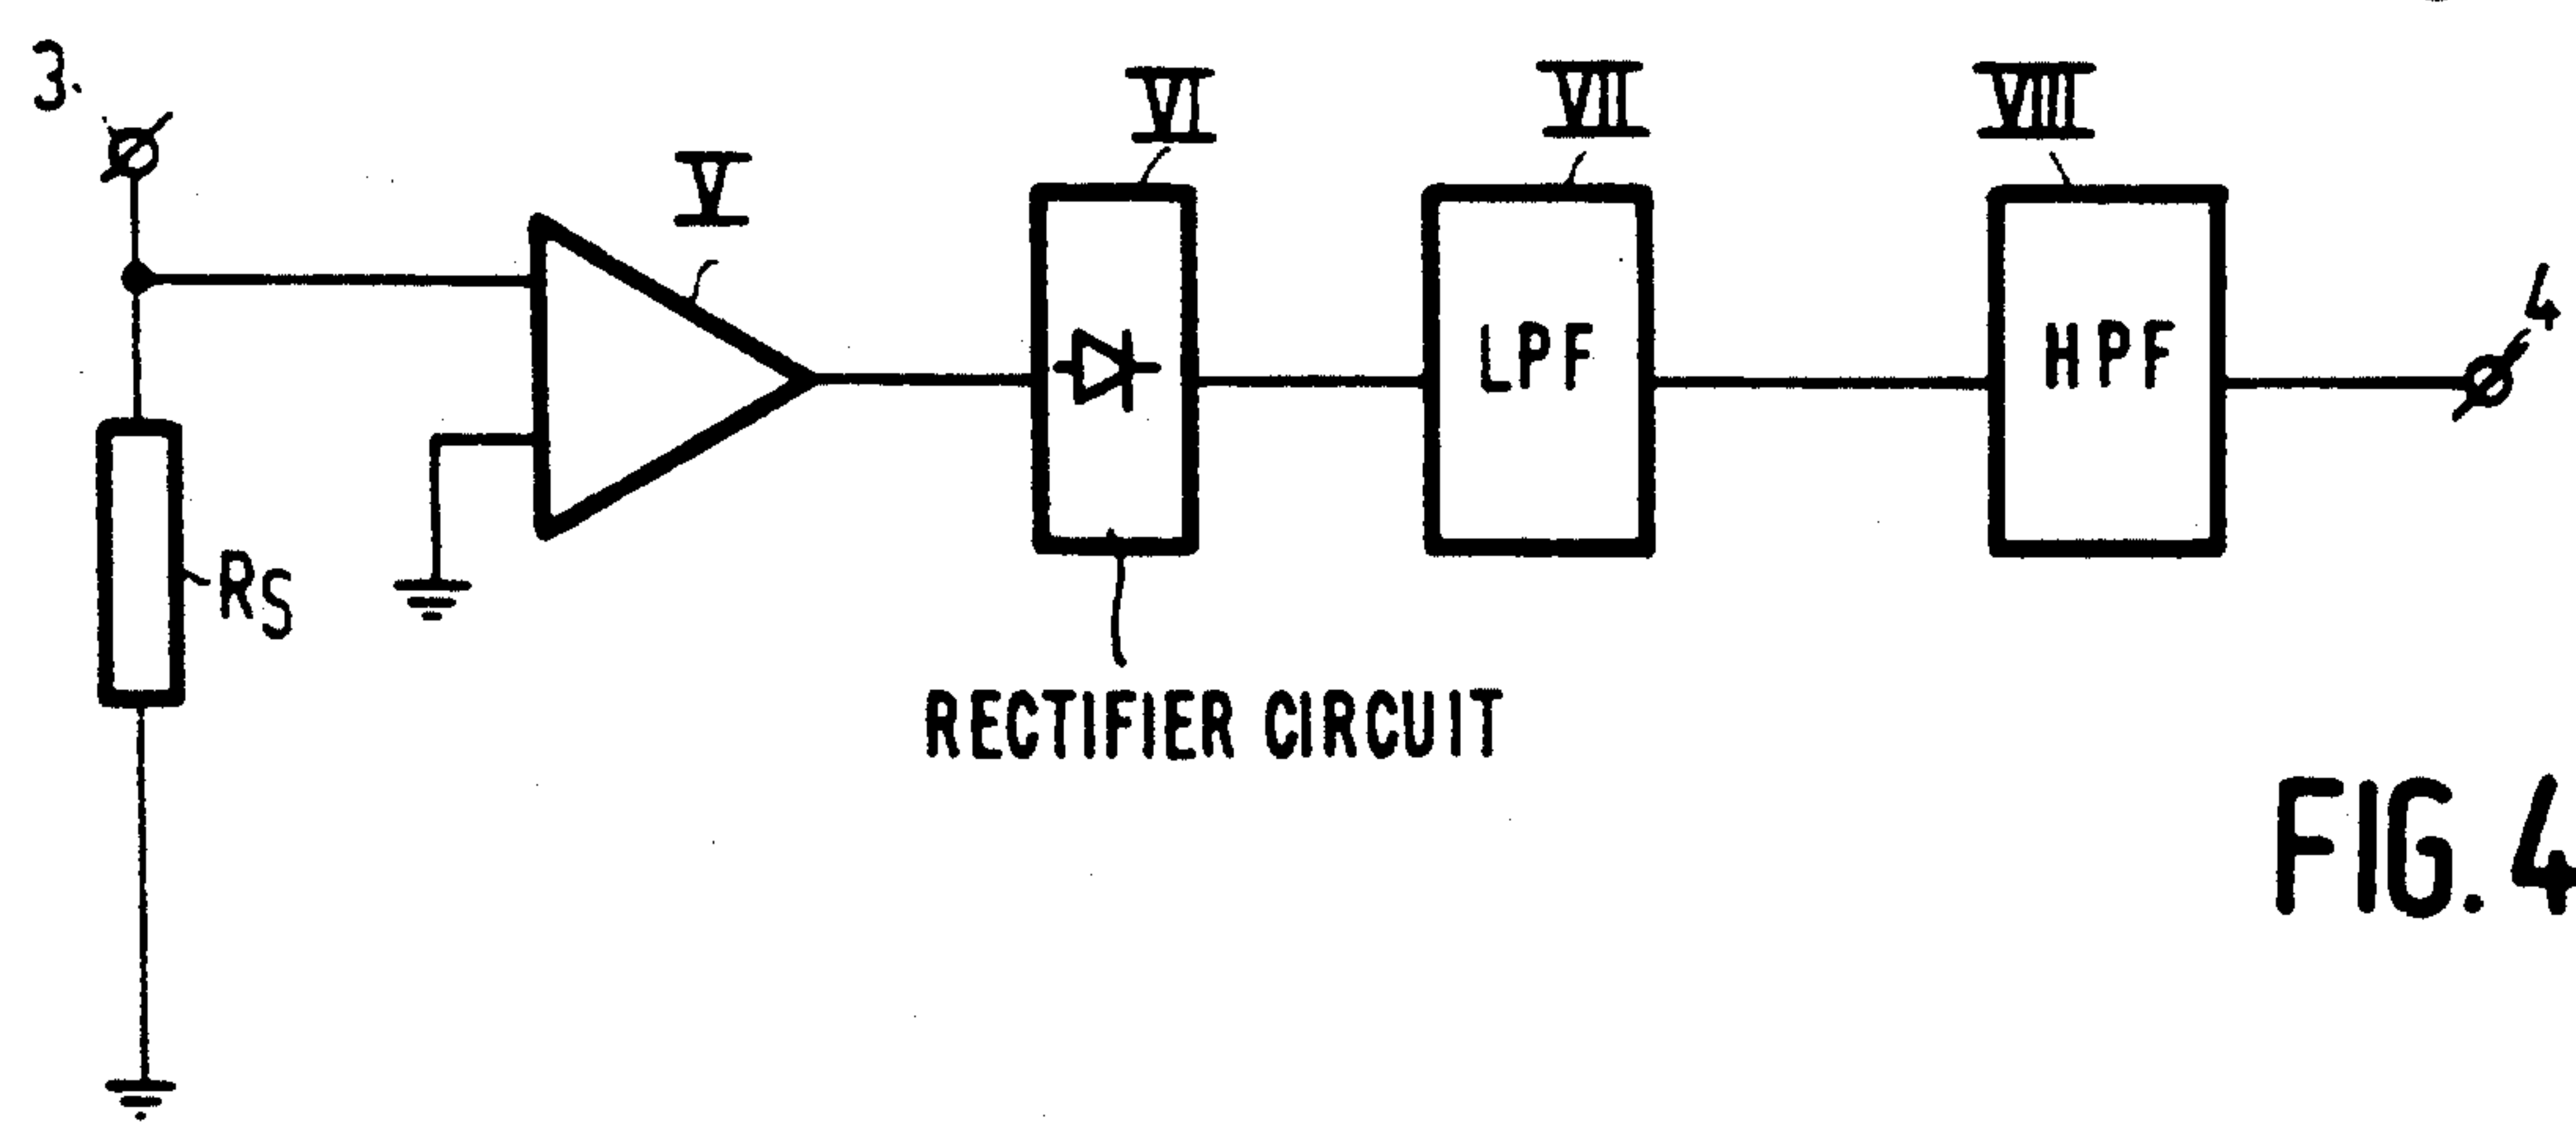 3
V
VI
VII
VIII
LPF
HPF
4
RS
RECTIFIER CIRCUIT
FIG. 4